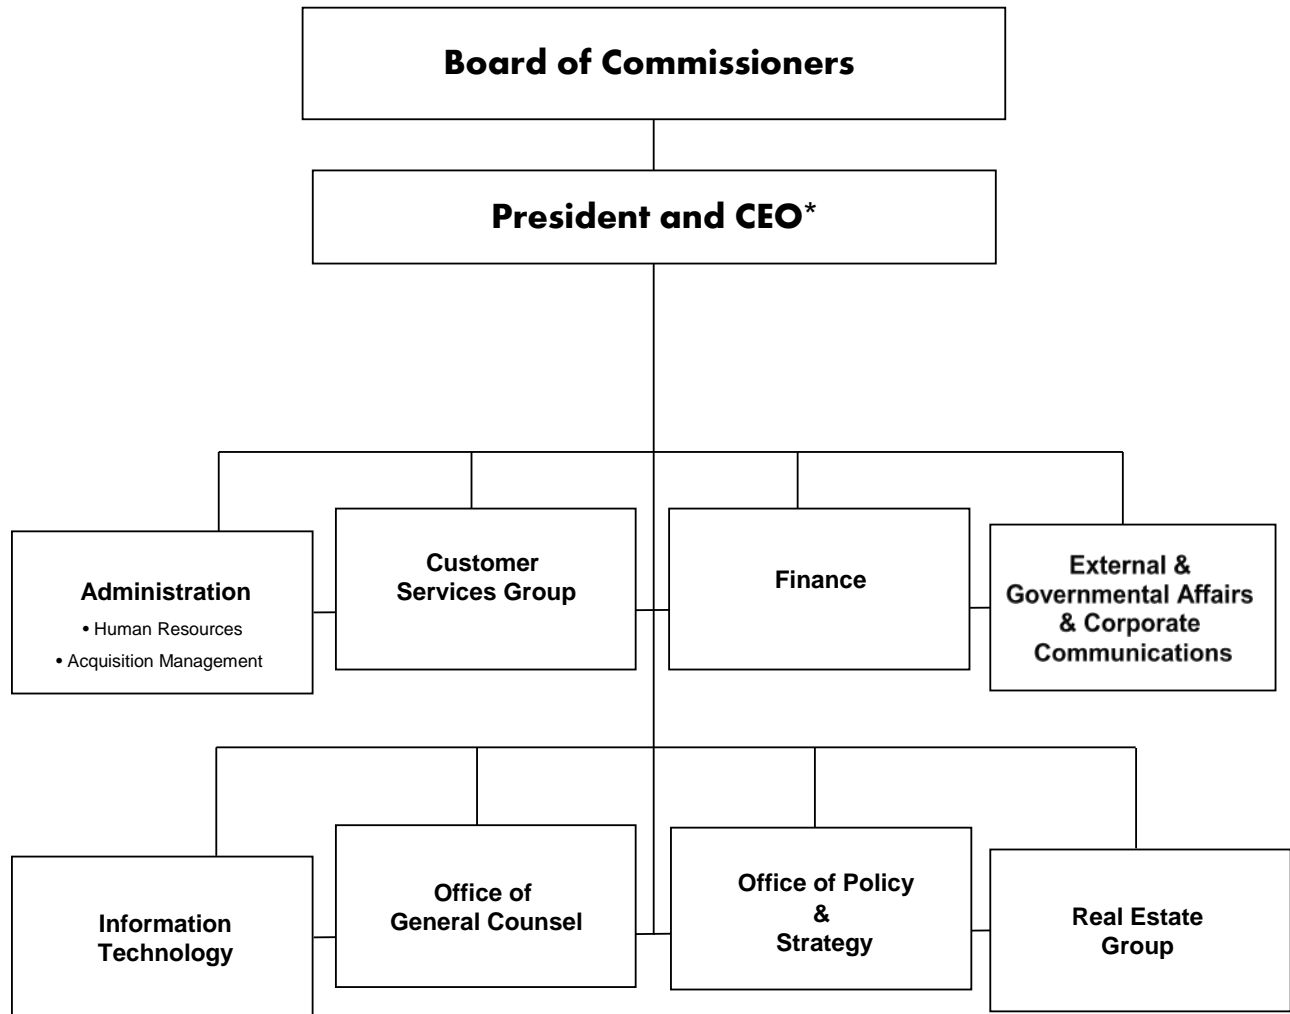 Board of Commissioners
President and CEO*
Administration
• Human Resources
• Acquisition Management
Customer
Services Group
Finance
External &
Governmental Affairs
& Corporate
Communications
Information
Technology
Office of
General Counsel
Office of Policy
&
Strategy
Real Estate
Group